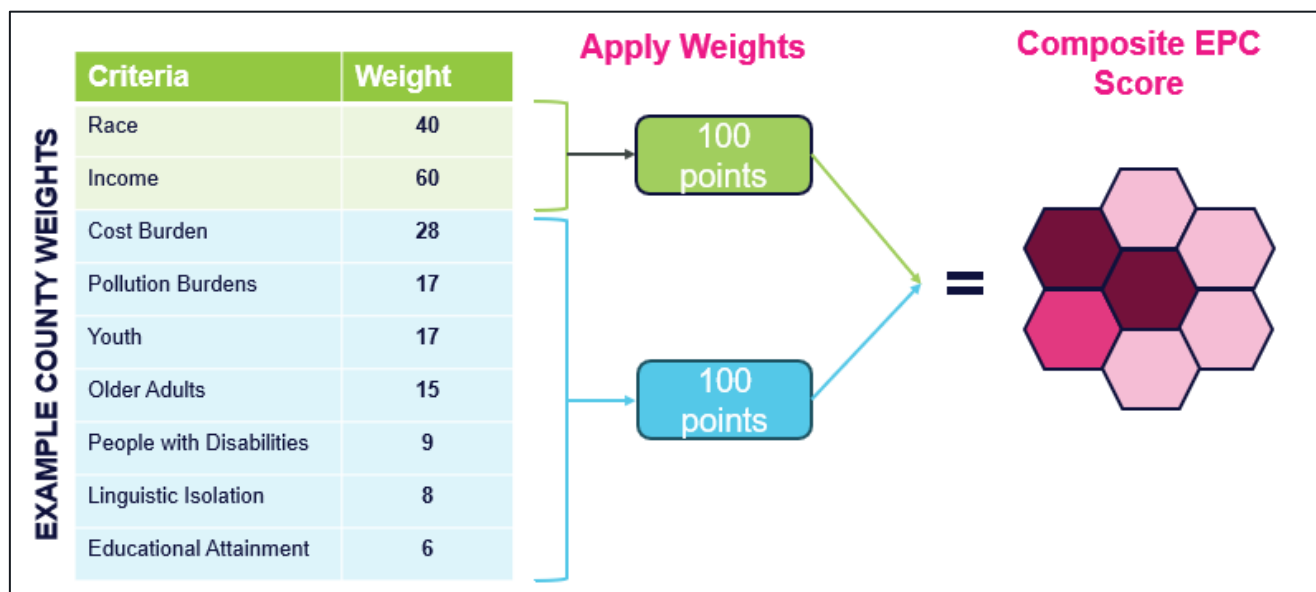 EXAMPLE COUNTY WEIGHTS
Criteria Weight
Race 40
Income 60
Cost Burden 28
Pollution Burdens 17
Youth 17
Older Adults 15
People with Disabilities 9
Linguistic Isolation 8
Educational Attainment 6
Apply Weights
100
points
100
points
=
Composite EPC
Score